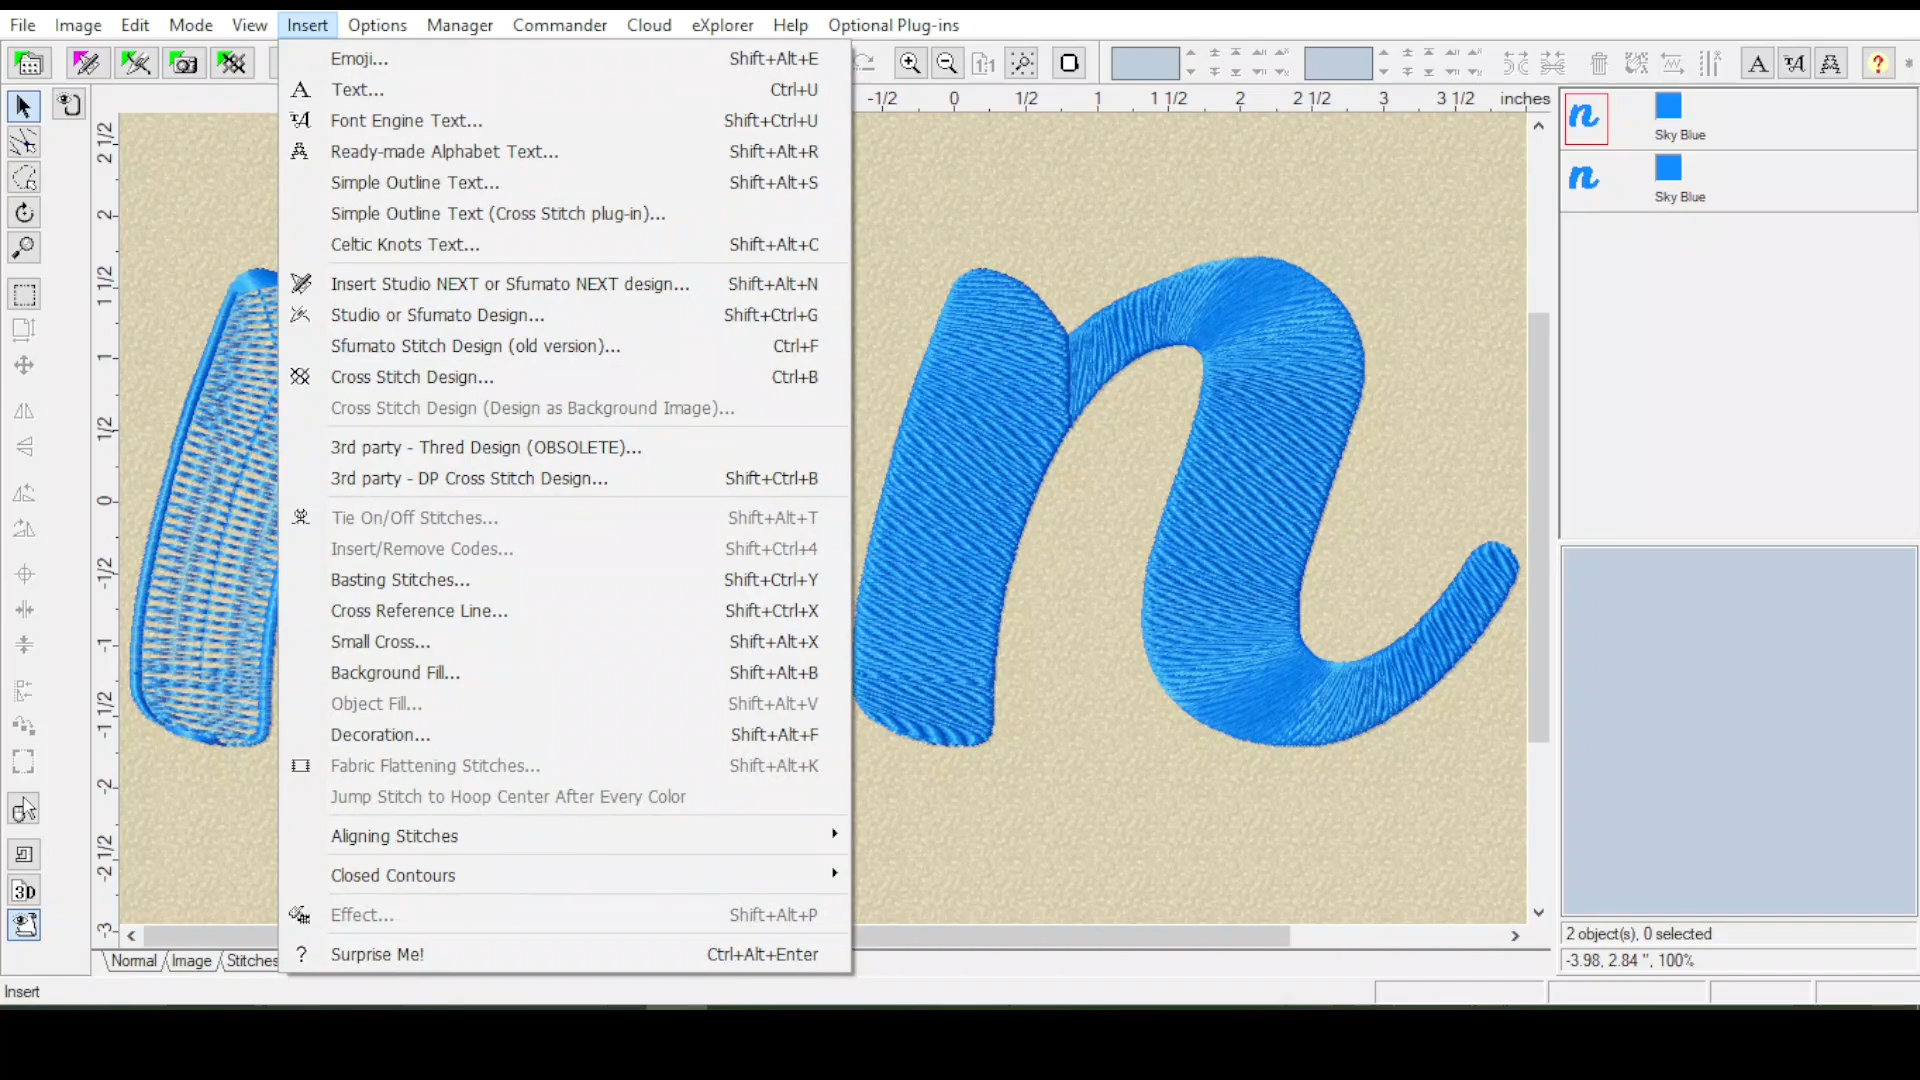 File Image Edit Mode View Insert Options Manager Commander Cloud eXplorer Help Optional Plug-ins
Emoji... Shift+Alt+E
Text... Ctrl+U
Font Engine Text... Shift+Ctrl+U
Ready-made Alphabet Text... Shift+Alt+R
Simple Outline Text... Shift+Alt+S
Simple Outline Text (Cross Stitch plug-in)...
Celtic Knots Text... Shift+Alt+C
Insert Studio NEXT or Sfumato NEXT design... Shift+Alt+N
Studio or Sfumato Design... Shift+Ctrl+G
Sfumato Stitch Design (old version)... Ctrl+F
Cross Stitch Design... Ctrl+B
Cross Stitch Design (Design as Background Image)...
3rd party - Thred Design (OBSOLETE)...
3rd party - DP Cross Stitch Design... Shift+Ctrl+B
Tie On/Off Stitches... Shift+Alt+T
Insert/Remove Codes... Shift+Ctrl+4
Basting Stitches... Shift+Ctrl+Y
Cross Reference Line... Shift+Ctrl+X
Small Cross... Shift+Alt+X
Background Fill... Shift+Alt+B
Object Fill... Shift+Alt+V
Decoration... Shift+Alt+F
Fabric Flattening Stitches... Shift+Alt+K
Jump Stitch to Hoop Center After Every Color
Aligning Stitches
Closed Contours
Effect... Shift+Alt+P
? Surprise Me! Ctrl+Alt+Enter
1:1
A A A ?
-1/2 0 1/2 1 1 1/2 2 2 1/2 3 3 1/2 inches
2 1/2
2
1 1/2
1
1/2
0
-1/2
-1
-1 1/2
-2
-2 1/2
-3
3D
n
n
Sky Blue
n
Sky Blue
2 object(s), 0 selected
-3.98, 2.84 ", 100%
Normal Image Stitches
Insert